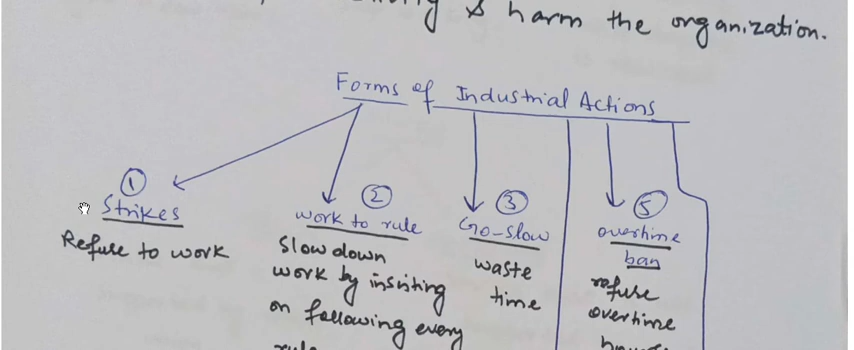 & harm the organization.
Forms of Industrial Actions
①
Strikes
Refuse to work
②
work to rule
Slow down
work by insisting
on following every
rule
③
Go-slow
waste
time
⑤
overtime
ban
refuse
overtime